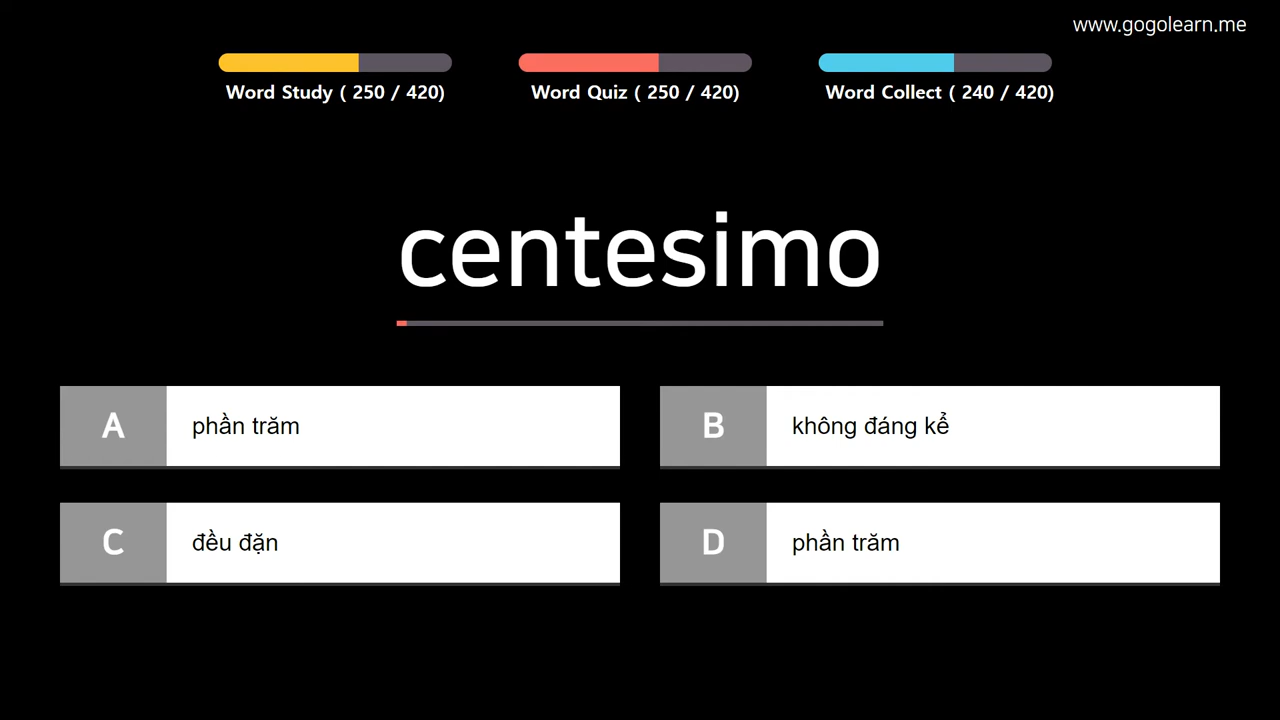 www.gogolearn.me
Word Study ( 250 / 420)
Word Quiz ( 250 / 420)
Word Collect ( 240 / 420)
centesimo
A phần trăm
B không đáng kể
C đều đặn
D phần trăm